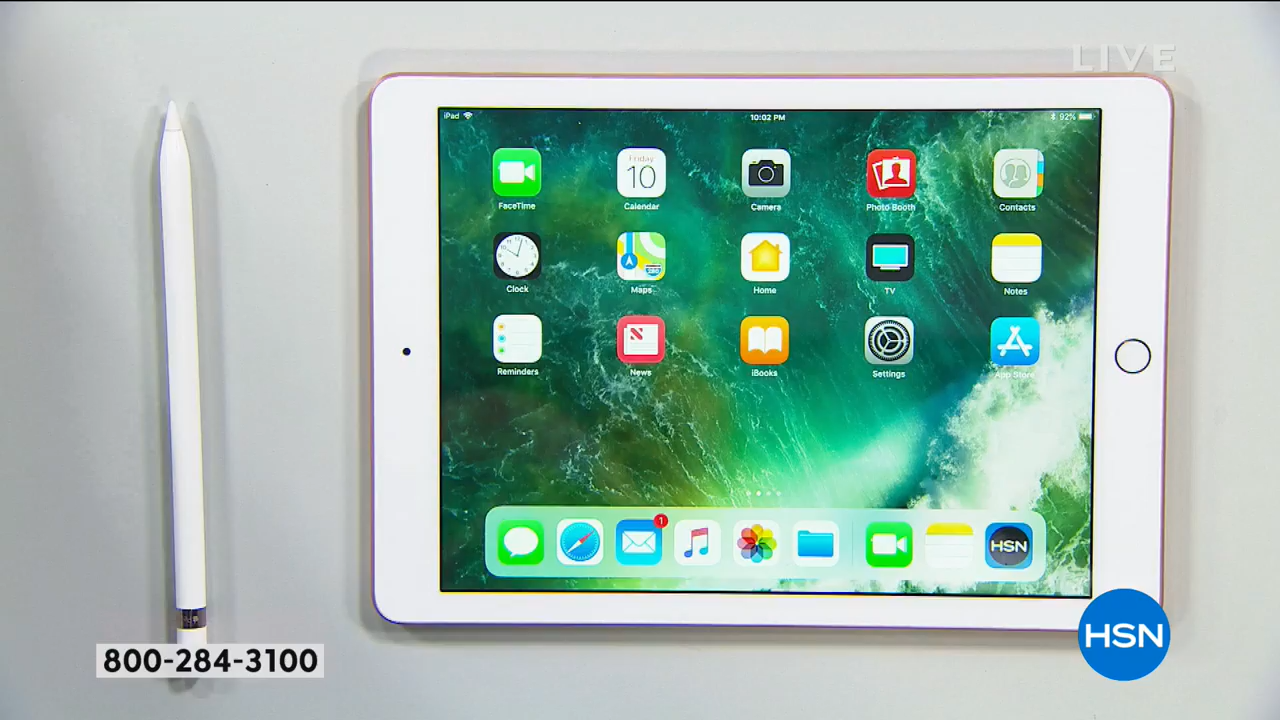 LIVE
iPad 10:02 PM 92%
Friday
10
FaceTime Calendar Camera Photo Booth Contacts
280
Clock Maps Home TV Notes
Reminders News iBooks Settings App Store
1
HSN
HSN
800-284-3100